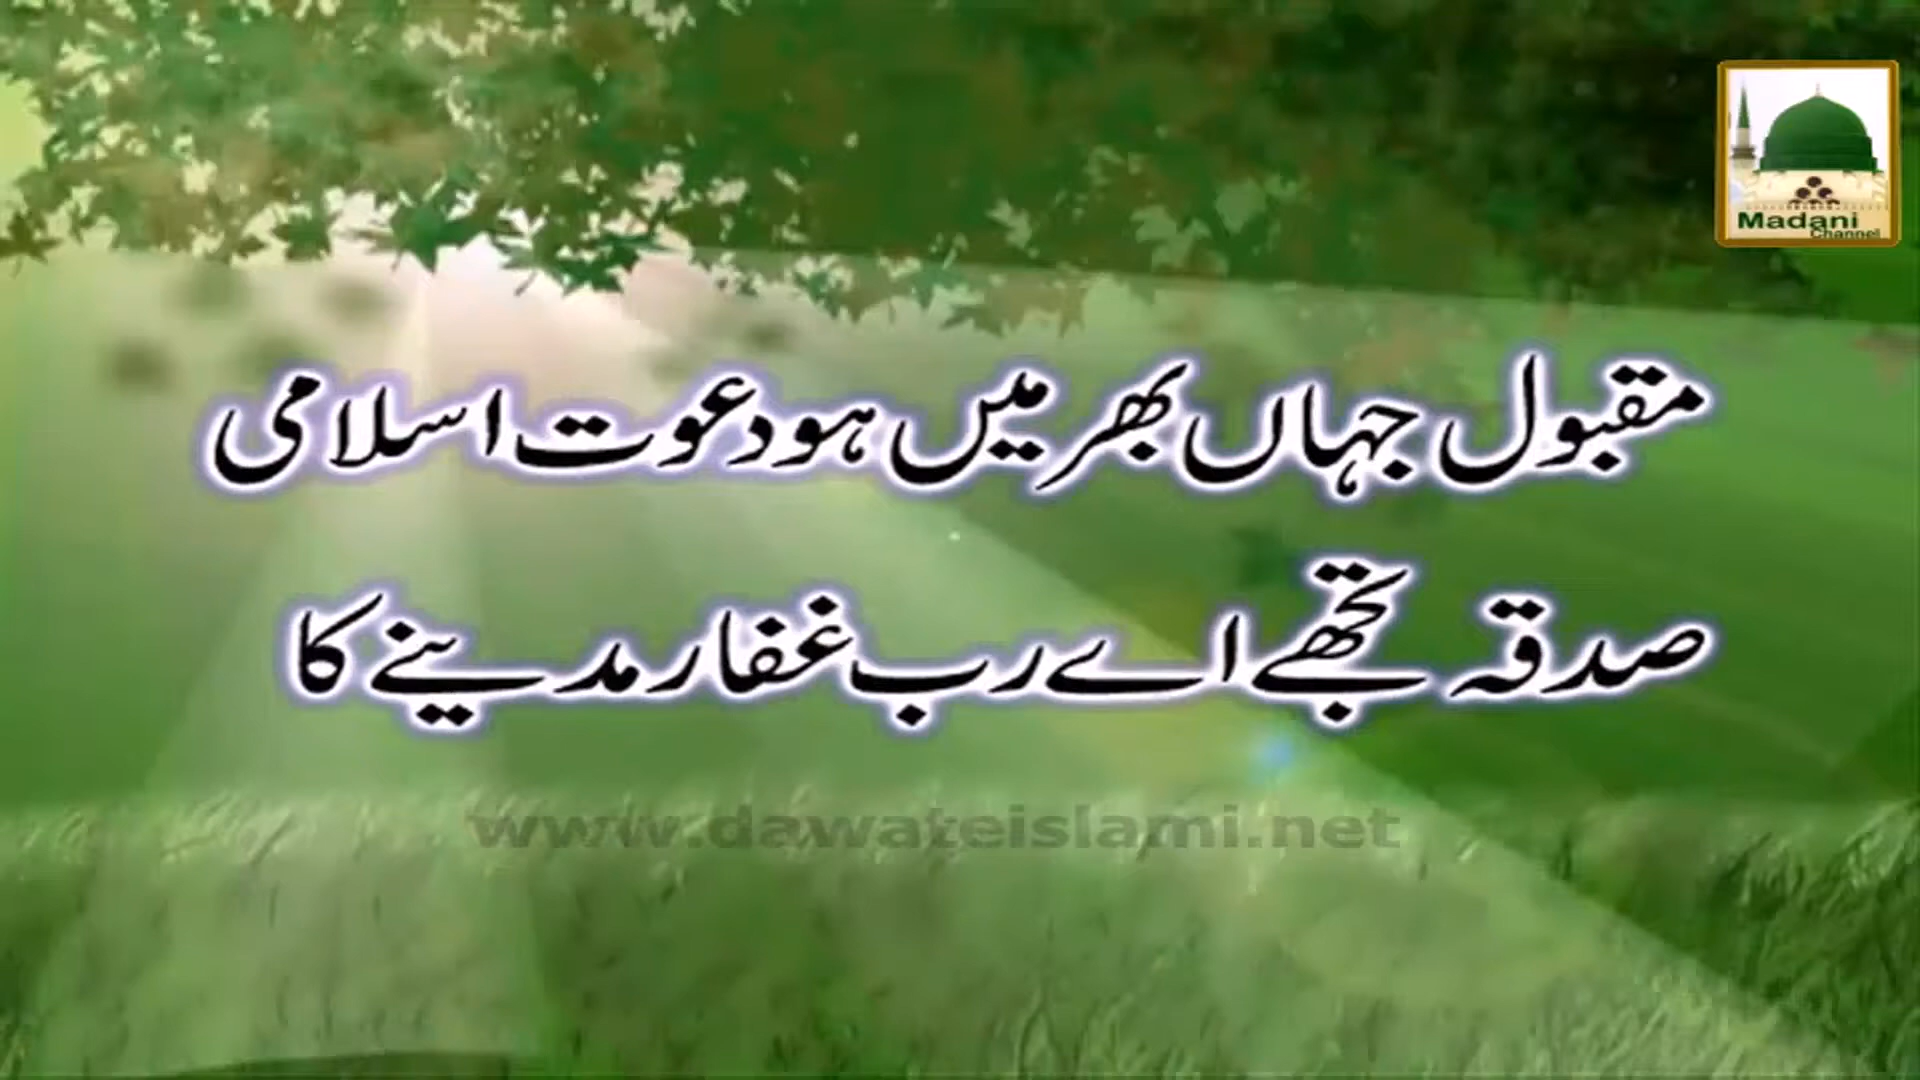 Madani
Channel
مقبول جہاں بھر میں ہو دعوت اسلامی
صدقہ تجھے اے رب غفار مدینے کا
www.dawateislami.net